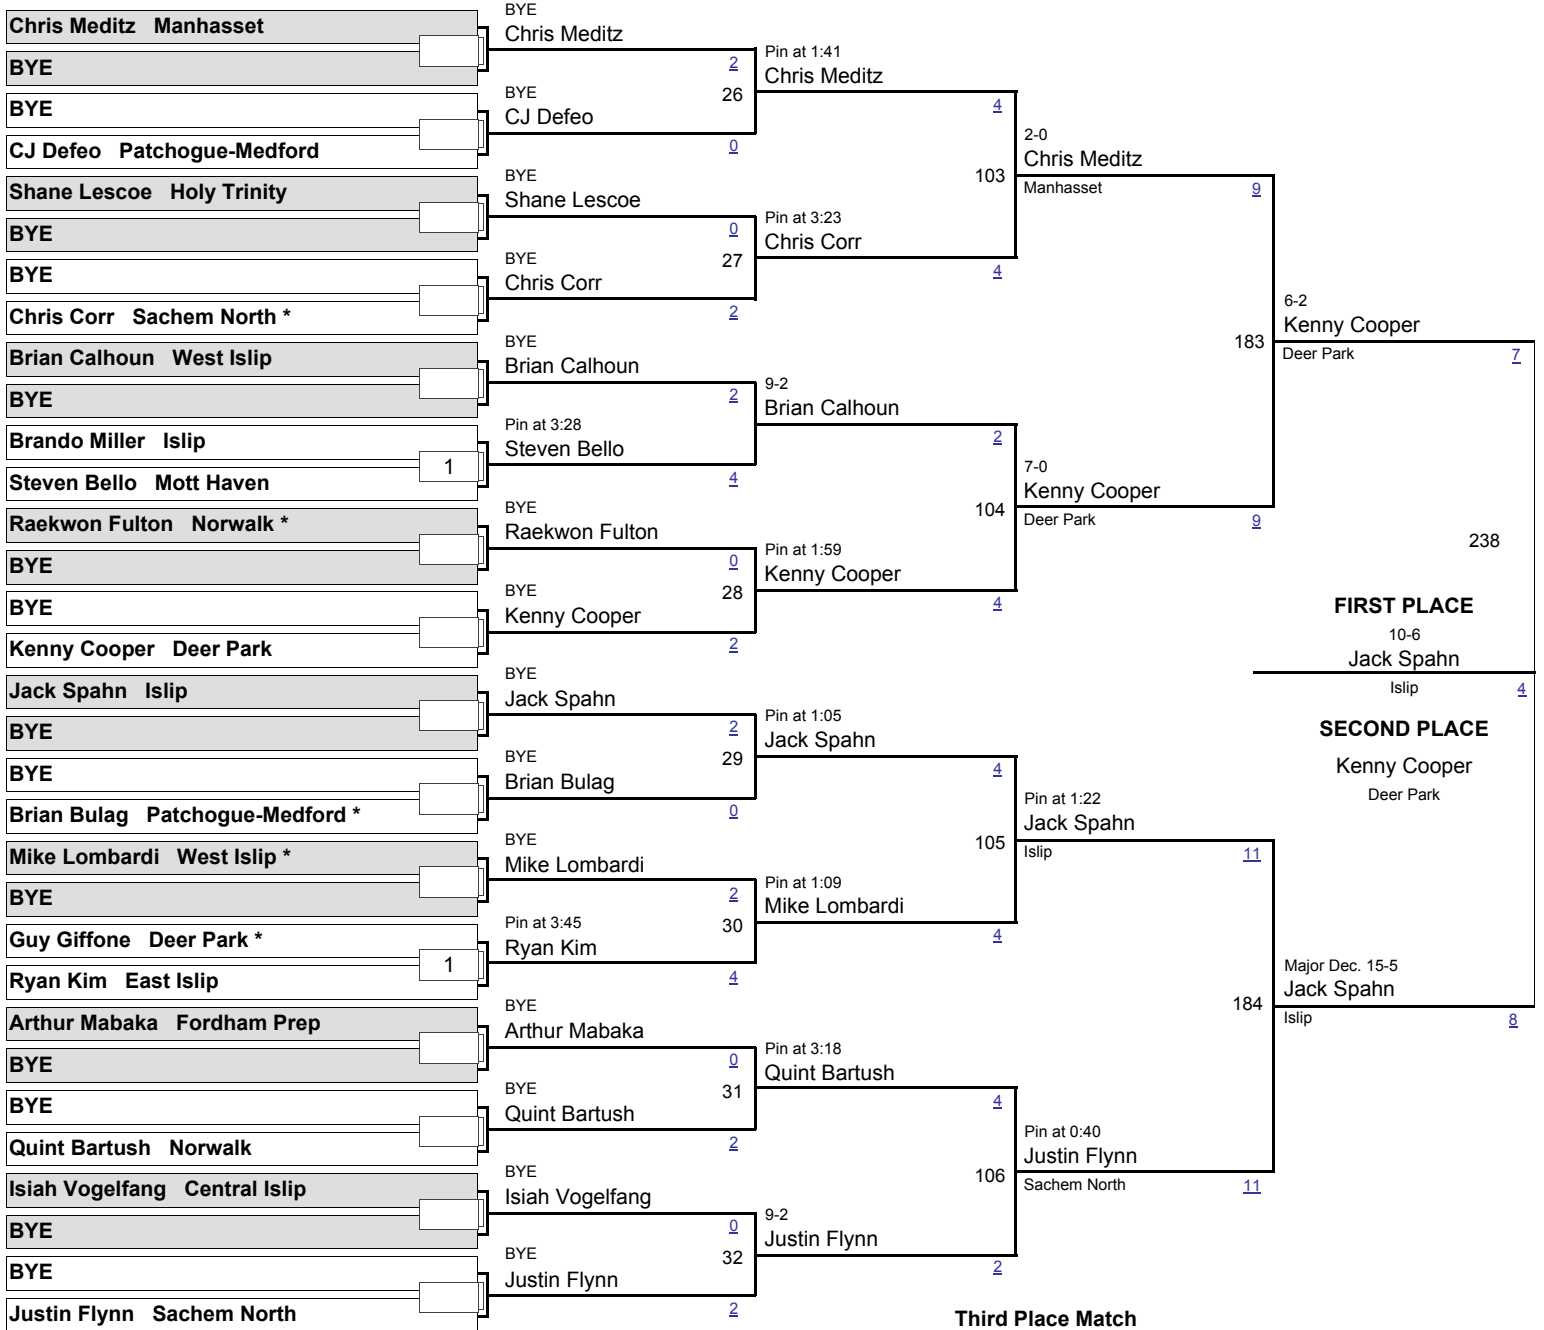 Chris Meditz Manhasset
BYE
BYE
CJ Defeo Patchogue-Medford
Shane Lescoe Holy Trinity
BYE
BYE
Chris Corr Sachem North *
Brian Calhoun West Islip
BYE
Brando Miller Islip
1
Steven Bello Mott Haven
Raekwon Fulton Norwalk *
BYE
BYE
Kenny Cooper Deer Park
Jack Spahn Islip
BYE
BYE
Brian Bulag Patchogue-Medford *
Mike Lombardi West Islip *
BYE
Guy Giffone Deer Park *
1
Ryan Kim East Islip
Arthur Mabaka Fordham Prep
BYE
BYE
Quint Bartush Norwalk
Isiah Vogelfang Central Islip
BYE
BYE
Justin Flynn Sachem North
BYE
Chris Meditz
2
26
BYE
CJ Defeo
0
BYE
Shane Lescoe
0
27
BYE
Chris Corr
2
BYE
Brian Calhoun
2
Pin at 3:28
Steven Bello
4
BYE
Raekwon Fulton
0
28
BYE
Kenny Cooper
2
BYE
Jack Spahn
2
29
BYE
Brian Bulag
0
BYE
Mike Lombardi
2
30
Pin at 3:45
Ryan Kim
4
BYE
Arthur Mabaka
0
31
BYE
Quint Bartush
2
BYE
Isiah Vogelfang
0
32
BYE
Justin Flynn
2
Pin at 1:41
Chris Meditz
4
103
Pin at 3:23
Chris Corr
4
9-2
Brian Calhoun
2
104
Pin at 1:59
Kenny Cooper
4
Pin at 1:05
Jack Spahn
4
105
Pin at 1:09
Mike Lombardi
4
Pin at 3:18
Quint Bartush
4
106
9-2
Justin Flynn
2
2-0
Chris Meditz
Manhasset
9
183
7-0
Kenny Cooper
Deer Park
9
Pin at 1:22
Jack Spahn
Islip
11
184
Pin at 0:40
Justin Flynn
Sachem North
11
6-2
Kenny Cooper
Deer Park
7
238
Major Dec. 15-5
Jack Spahn
Islip
8
FIRST PLACE
10-6
Jack Spahn
Islip
4
SECOND PLACE
Kenny Cooper
Deer Park
Third Place Match